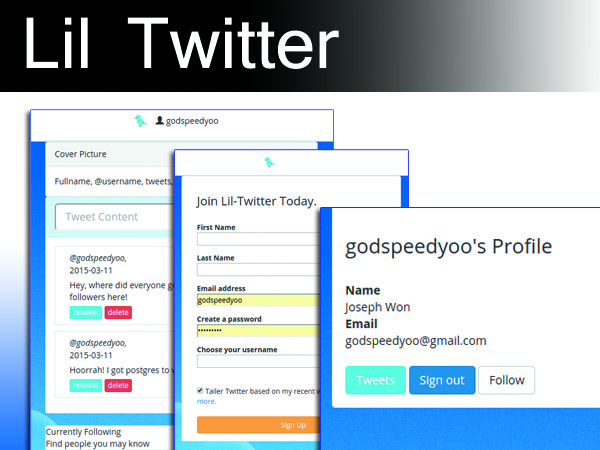 Lil Twitter
godspeedyoo
Cover Picture
Fullname, @username, tweets,
Tweet Content
@godspeedyoo,
2015-03-11
Hey, where did everyone g
followers here!
retweet delete
@godspeedyoo,
2015-03-11
Hoorrah! I got postgres to w
retweet delete
Currently Following
Find people you may know
Join Lil-Twitter Today.
First Name
Last Name
Email address
godspeedyoo
Create a password
•••••••••
Choose your username
Tailer Twitter based on my recent w
more.
Sign Up
godspeedyoo's Profile
Name
Joseph Won
Email
godspeedyoo@gmail.com
Tweets Sign out Follow